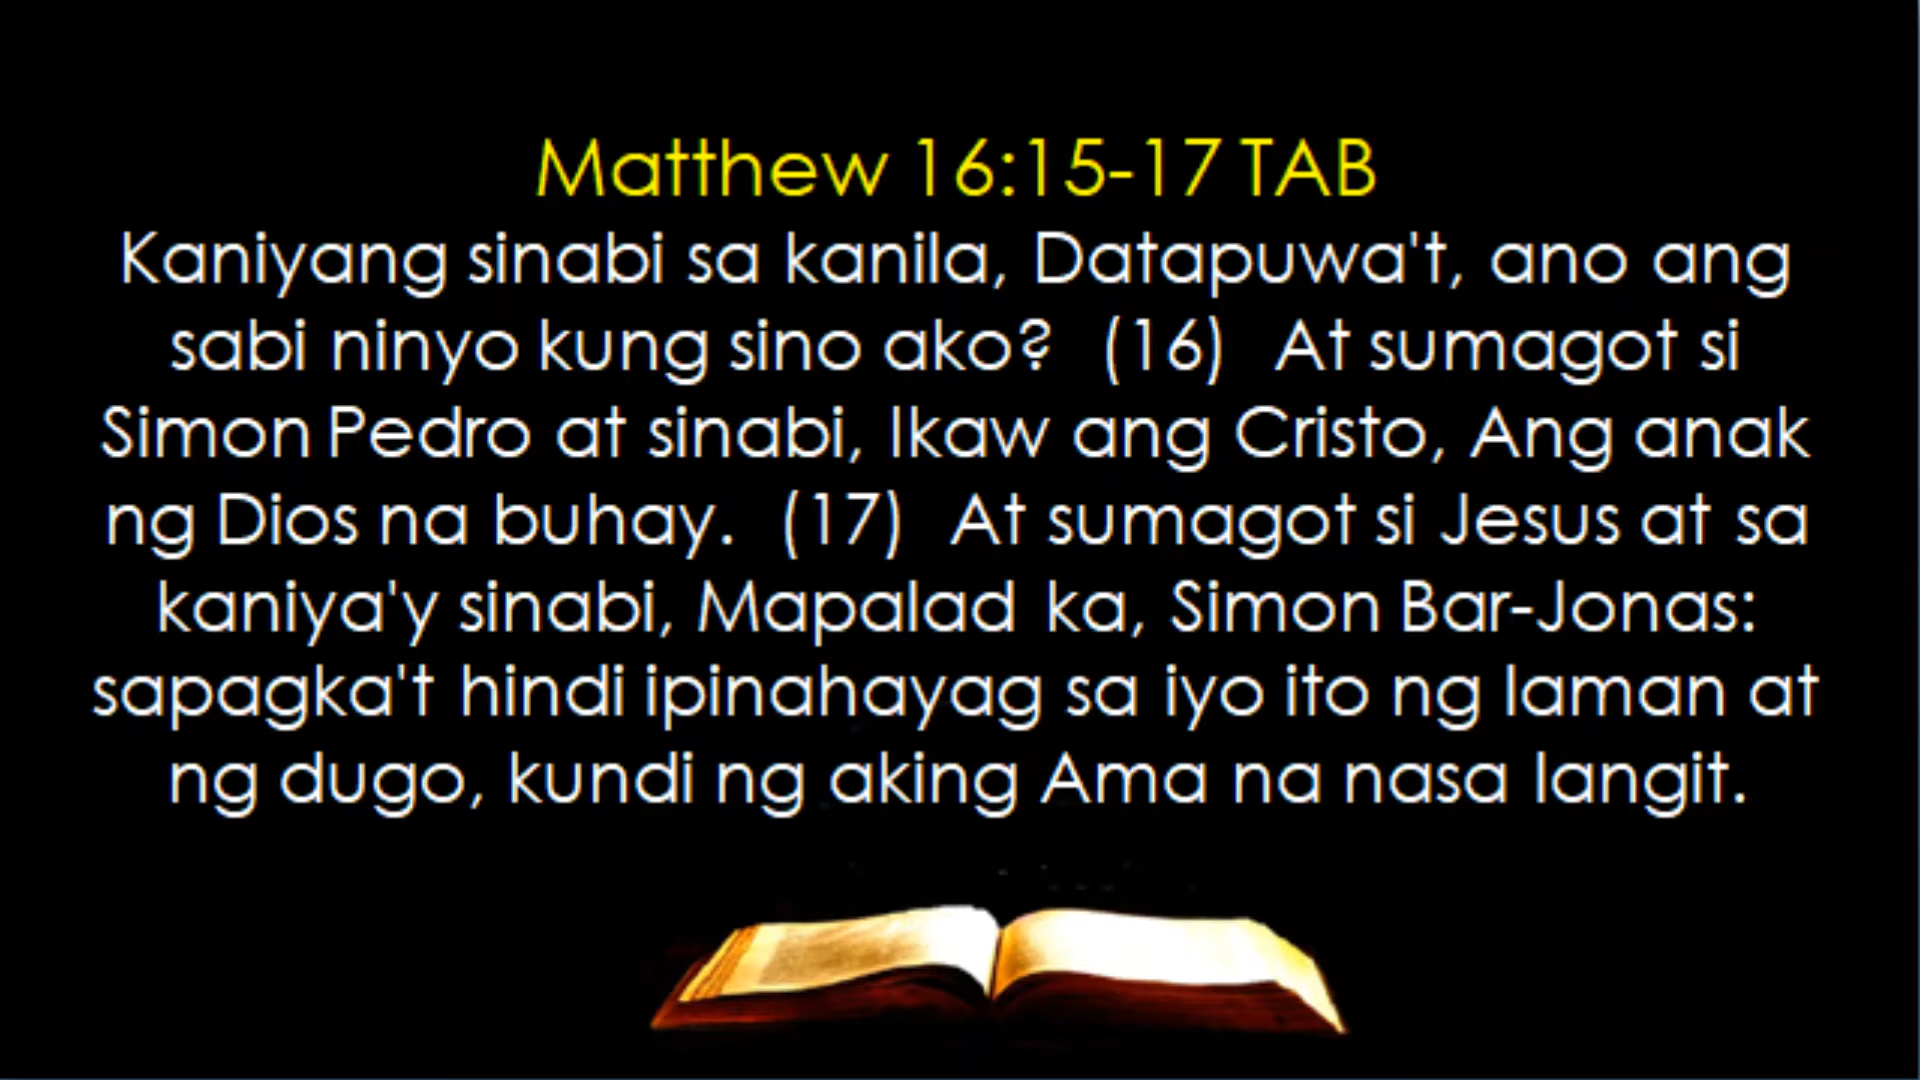 Matthew 16:15-17 TAB
Kaniyang sinabi sa kanila, Datapuwa't, ano ang
sabi ninyo kung sino ako? (16) At sumagot si
Simon Pedro at sinabi, Ikaw ang Cristo, Ang anak
ng Dios na buhay. (17) At sumagot si Jesus at sa
kaniya'y sinabi, Mapalad ka, Simon Bar-Jonas:
sapagka't hindi ipinahayag sa iyo ito ng laman at
ng dugo, kundi ng aking Ama na nasa langit.